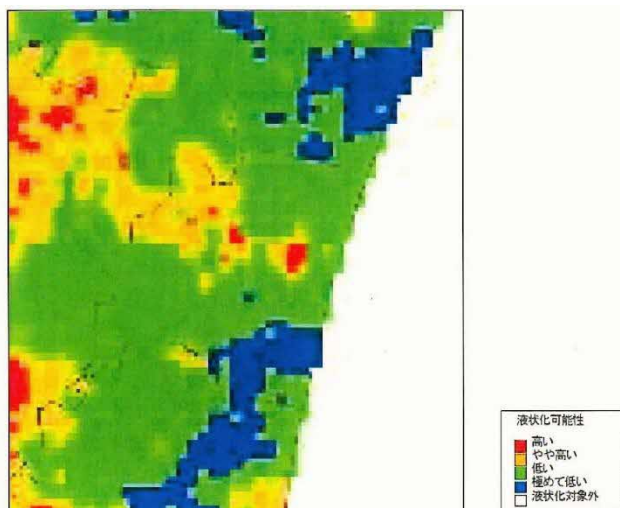 液状化可能性
高い
やや高い
低い
極めて低い
液状化対象外